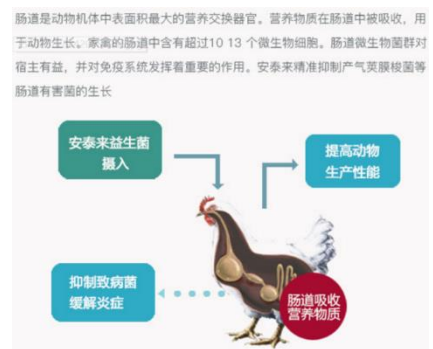 肠道是动物机体中表面积最大的营养交换器官。营养物质在肠道中被吸收，用
于动物生长。家禽的肠道中含有超过10 13 个微生物细胞。肠道微生物菌群对
宿主有益，并对免疫系统发挥着重要的作用。安泰来精准抑制产气荚膜梭菌等
肠道有害菌的生长
安泰来益生菌
摄入
提高动物
生产性能
抑制致病菌
缓解炎症
肠道吸收
营养物质